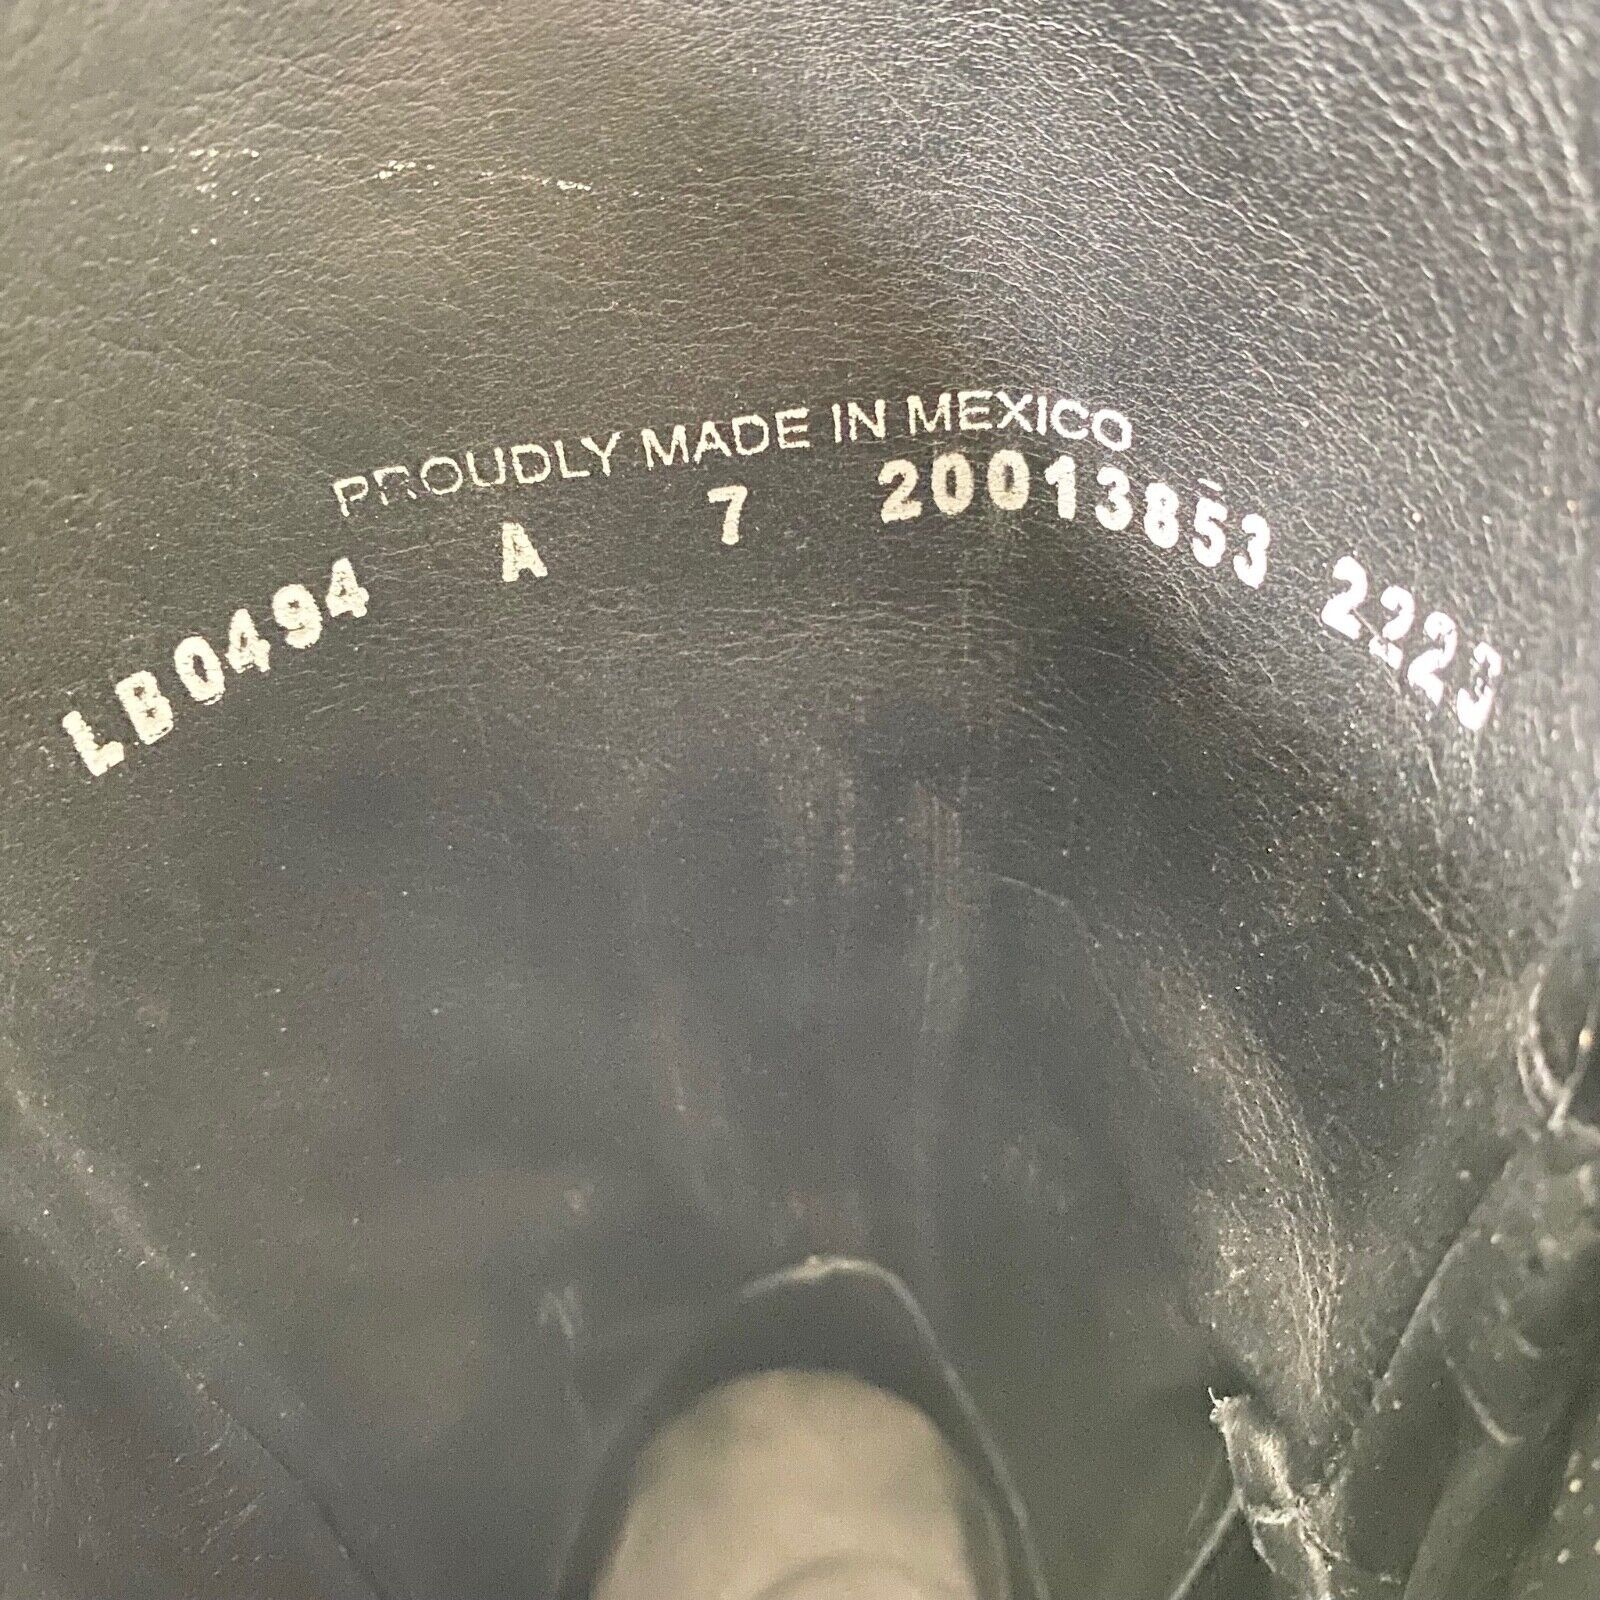 PROUDLY MADE IN MEXICO
LB0494 A 7 20013853 2223